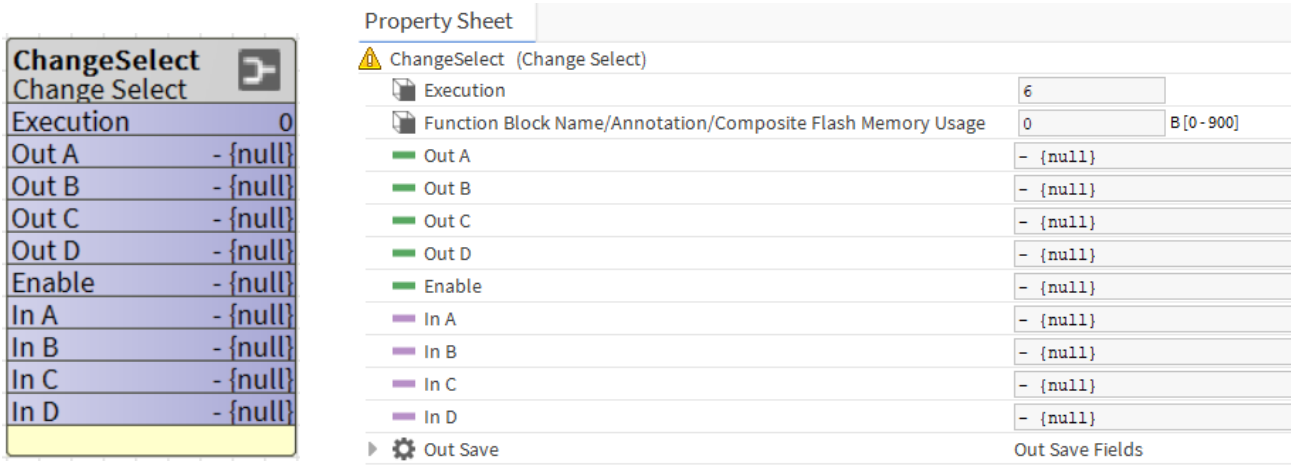 ChangeSelect
Change Select
Execution 0
Out A - {null}
Out B - {null}
Out C - {null}
Out D - {null}
Enable - {null}
In A - {null}
In B - {null}
In C - {null}
In D - {null}
Property Sheet
ChangeSelect (Change Select)
Execution 6
Function Block Name/Annotation/Composite Flash Memory Usage 0 B [0 - 900]
Out A - {null}
Out B - {null}
Out C - {null}
Out D - {null}
Enable - {null}
In A - {null}
In B - {null}
In C - {null}
In D - {null}
Out Save Out Save Fields